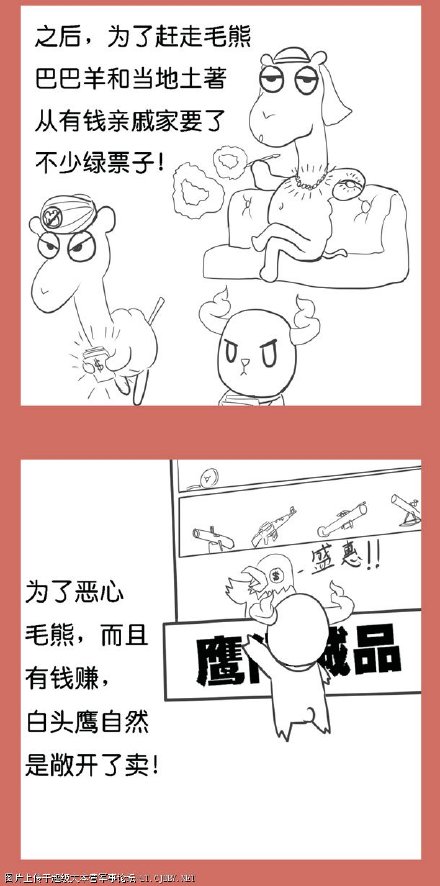 之后，为了赶走毛熊
巴巴羊和当地土著
从有钱亲戚家要了
不少绿票子！
$
$
盛惠!!
鹰
械品
为了恶心
毛熊，而且
有钱赚，
白头鹰自然
是敞开了卖！